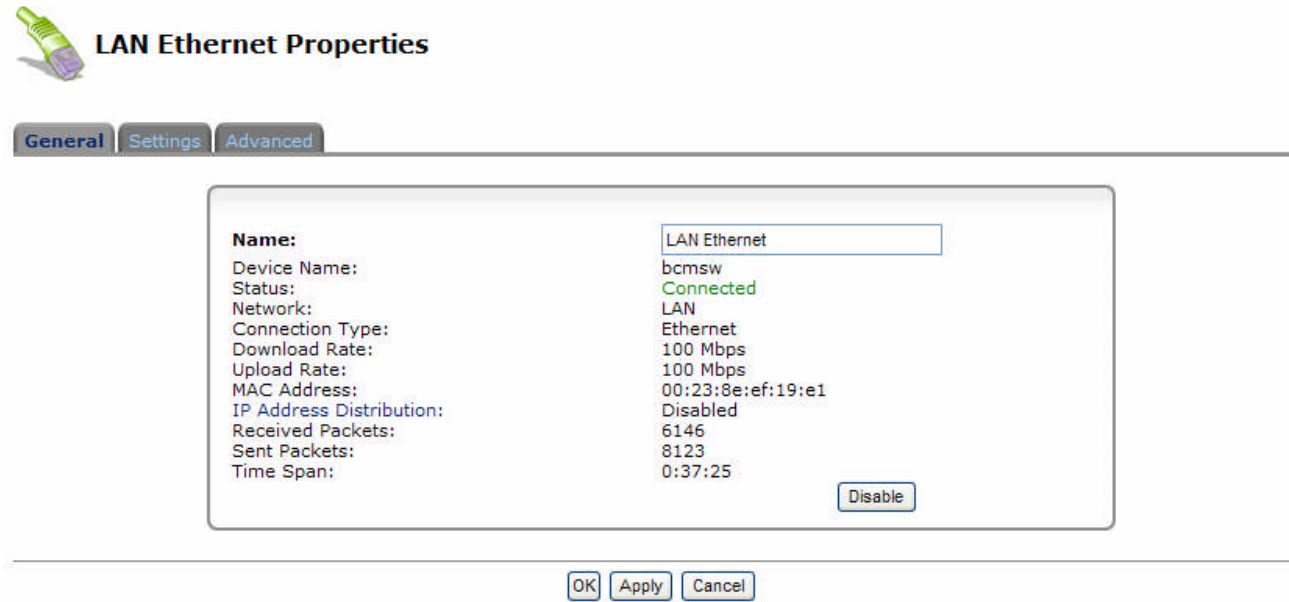 LAN Ethernet Properties
General Settings Advanced
Name: LAN Ethernet
Device Name: bcmsw
Status: Connected
Network: LAN
Connection Type: Ethernet
Download Rate: 100 Mbps
Upload Rate: 100 Mbps
MAC Address: 00:23:8e:ef:19:e1
IP Address Distribution: Disabled
Received Packets: 6146
Sent Packets: 8123
Time Span: 0:37:25
Disable
OK Apply Cancel